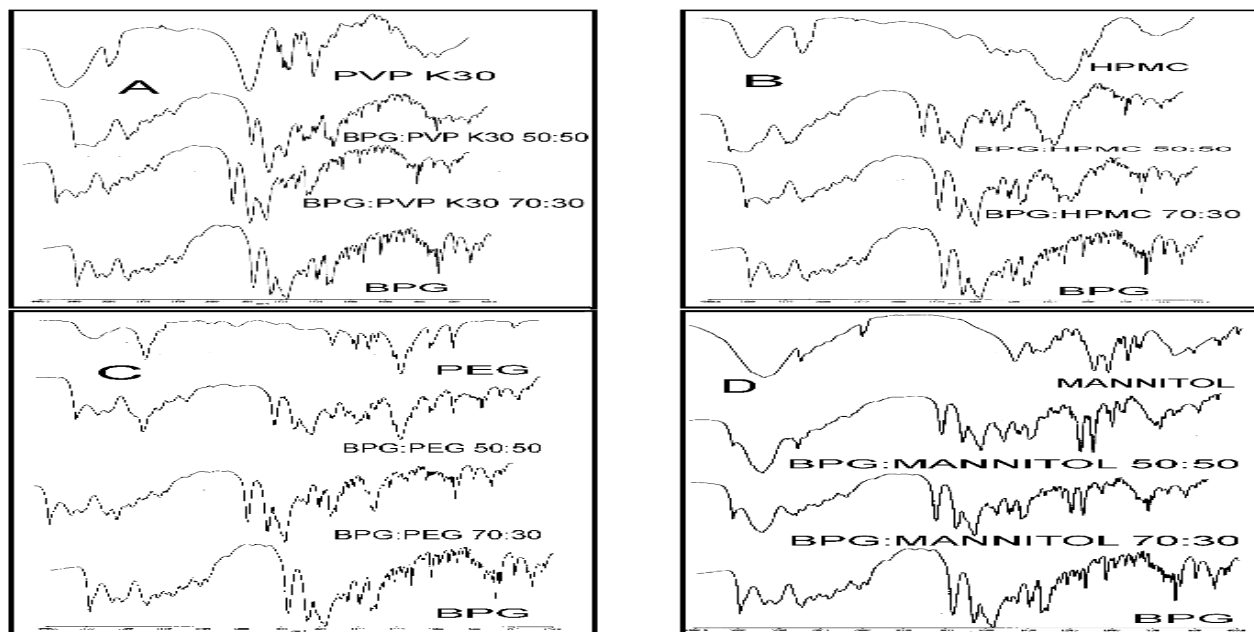 PVP K30
A
BPG:PVP K30 50:50
BPG:PVP K30 70:30
BPG
HPMC
B
BPG:HPMC 50:50
BPG:HPMC 70:30
BPG
PEG
C
BPG:PEG 50:50
BPG:PEG 70:30
BPG
MANNITOL
D
BPG:MANNITOL 50:50
BPG:MANNITOL 70:30
BPG